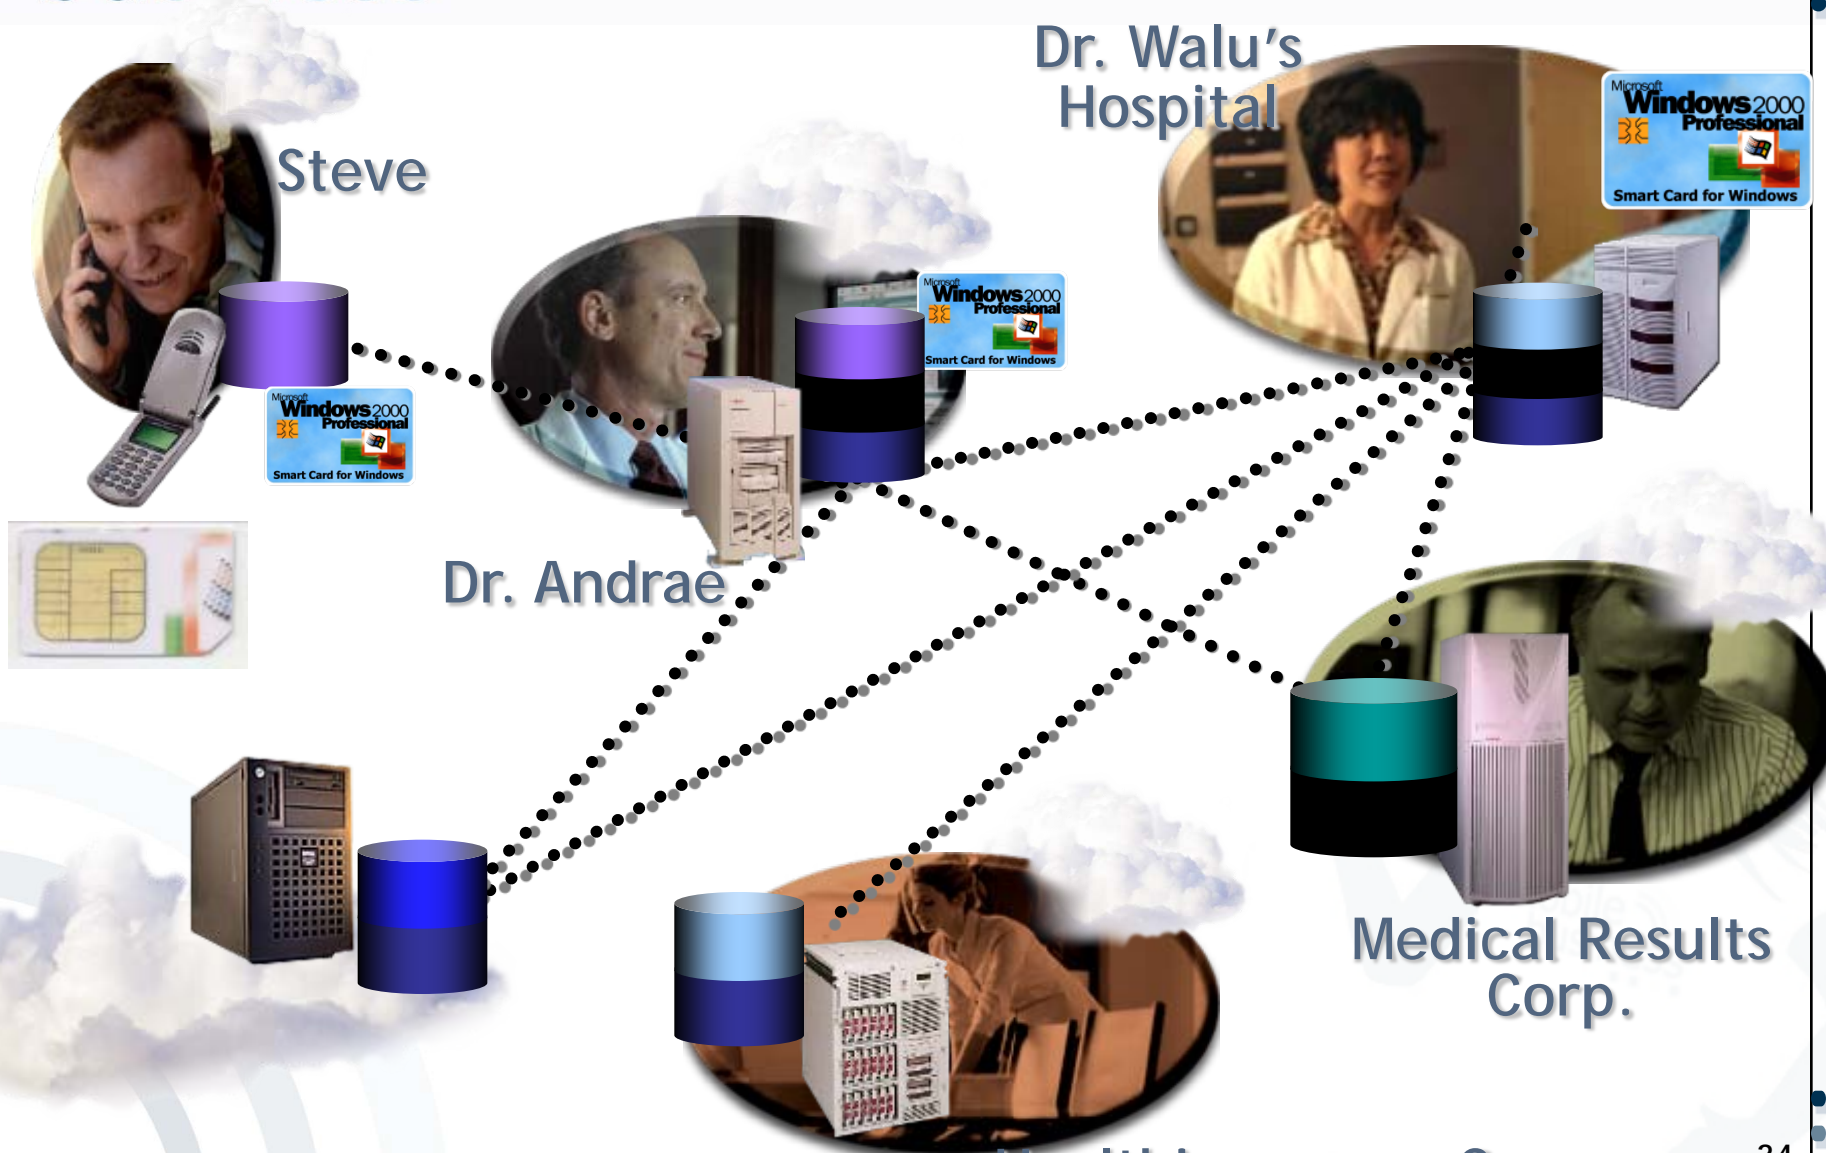 Dr. Walu's
Hospital
Microsoft
Windows 2000
Professional
Smart Card for Windows
Steve
Microsoft
Windows 2000
Professional
Smart Card for Windows
Microsoft
Windows 2000
Professional
Smart Card for Windows
Dr. Andrae
Medical Results
Corp.